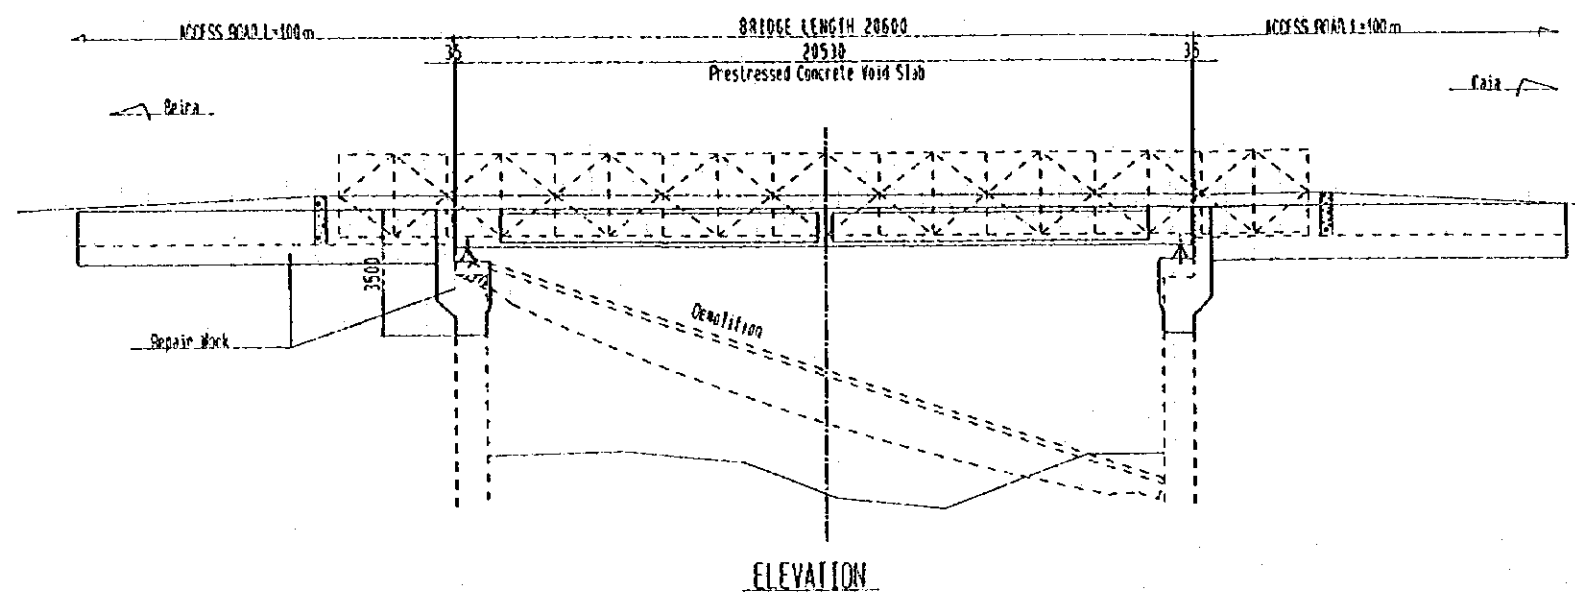 ACCESS ROAD L=100m
BRIDGE LENGTH 20600
ACCESS ROAD L=100m
35
20530
35
Prestressed Concrete Void Slab
Beira
Caia
3500
Demolition
Repair Work
ELEVATION